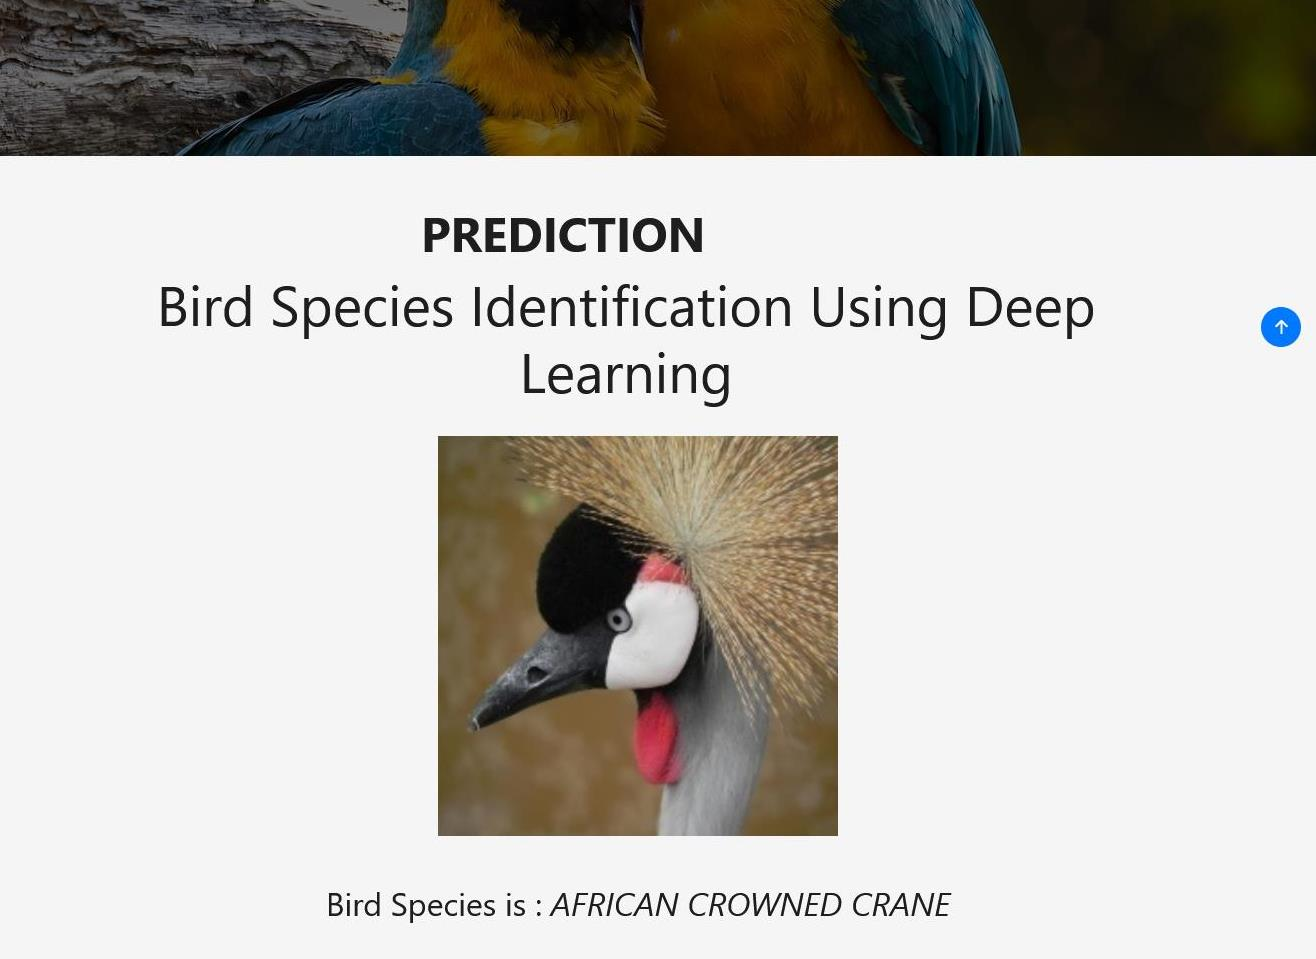 PREDICTION
Bird Species Identification Using Deep
Learning
Bird Species is : AFRICAN CROWNED CRANE